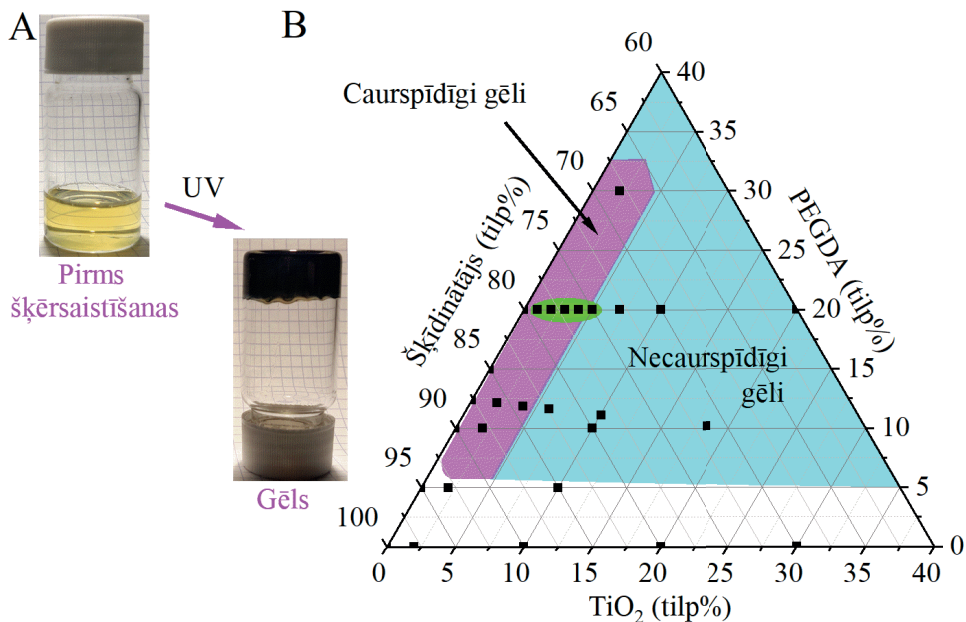 A
UV
Pirms
šķērsaistīšanas
Gēls
B
Caurspīdīgi gēli
Necaurspīdīgi
gēli
Šķīdinātājs (tilp%)
60
65
70
75
80
85
90
95
100
PEGDA (tilp%)
40
35
30
25
20
15
10
5
0
0
5
10
15
20
25
30
35
40
TiO₂ (tilp%)